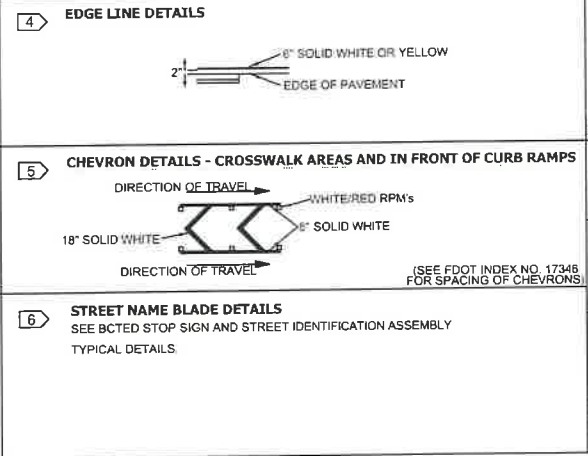 4
EDGE LINE DETAILS
6" SOLID WHITE OR YELLOW
2"
EDGE OF PAVEMENT
5
CHEVRON DETAILS - CROSSWALK AREAS AND IN FRONT OF CURB RAMPS
DIRECTION OF TRAVEL
WHITE/RED RPM's
8" SOLID WHITE
18" SOLID WHITE
DIRECTION OF TRAVEL
(SEE FDOT INDEX NO. 17346
FOR SPACING OF CHEVRONS)
6
STREET NAME BLADE DETAILS
SEE BCTED STOP SIGN AND STREET IDENTIFICATION ASSEMBLY
TYPICAL DETAILS.